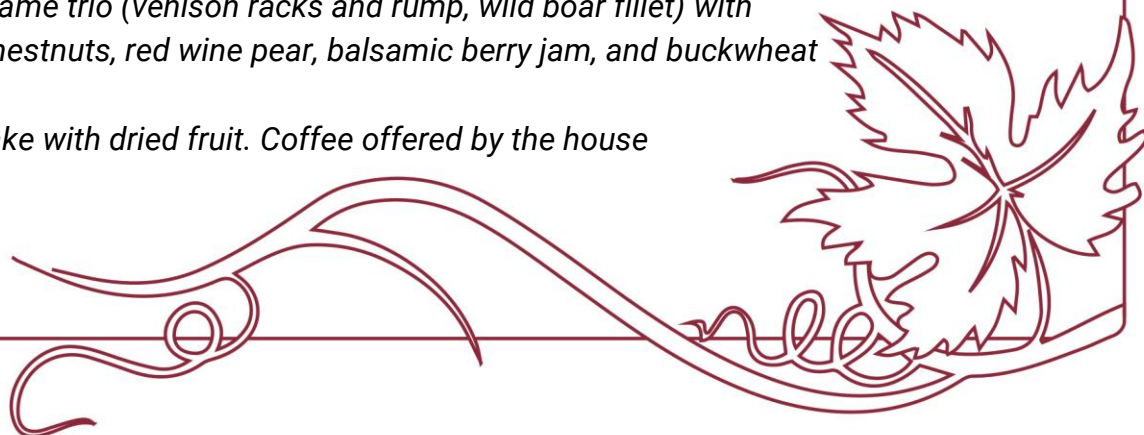 ame trio (venison racks and rump, wild boar fillet) with
hestnuts, red wine pear, balsamic berry jam, and buckwheat
ke with dried fruit. Coffee offered by the house